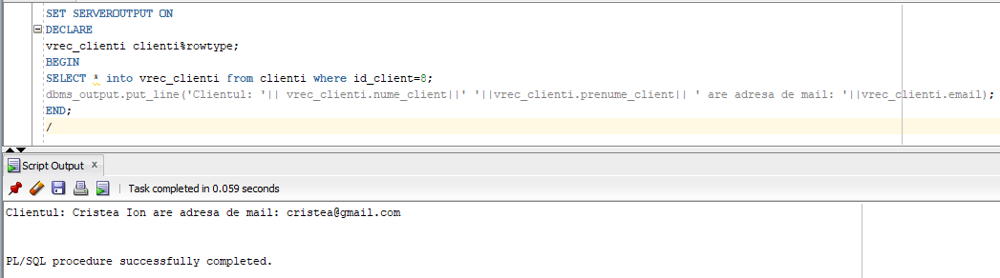 SET SERVEROUTPUT ON
DECLARE
vrec_clienti clienti%rowtype;
BEGIN
SELECT * into vrec_clienti from clienti where id_client=8;
dbms_output.put_line('Clientul: '|| vrec_clienti.nume_client||' '||vrec_clienti.prenume_client|| ' are adresa de mail: '||vrec_clienti.email);
END;
/
Script Output x
Task completed in 0.059 seconds
Clientul: Cristea Ion are adresa de mail: cristea@gmail.com
PL/SQL procedure successfully completed.